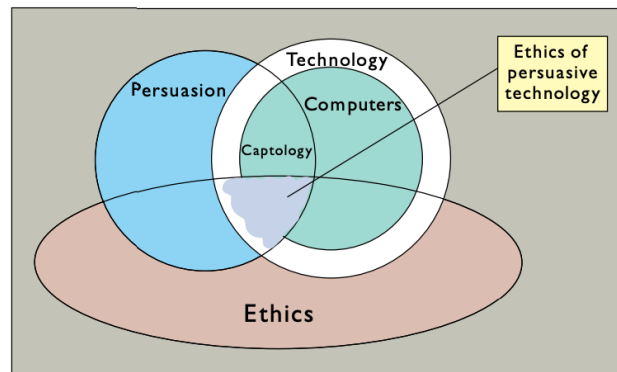 Persuasion
Technology
Computers
Captology
Ethics of
persuasive
technology
Ethics